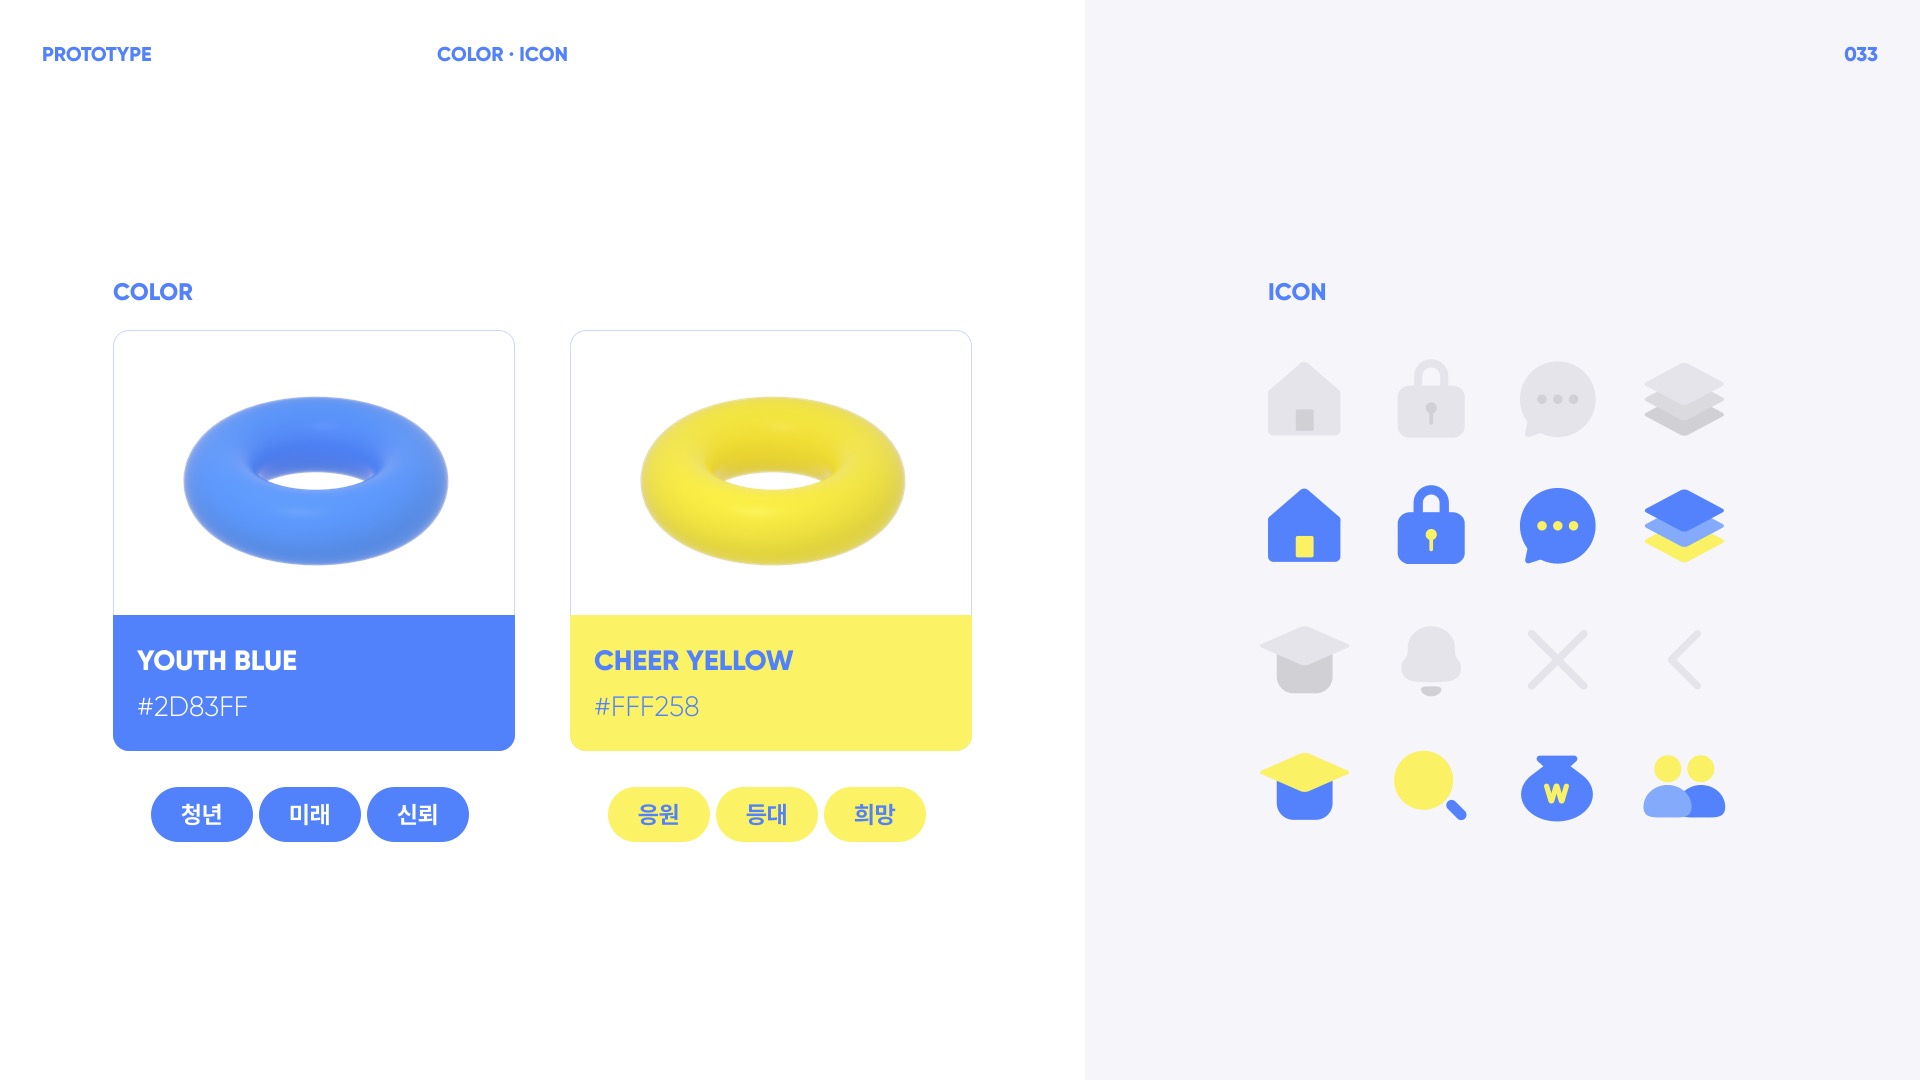 PROTOTYPE
COLOR · ICON
033
COLOR
YOUTH BLUE
#2D83FF
청년 미래 신뢰
CHEER YELLOW
#FFF258
응원 등대 희망
ICON
W